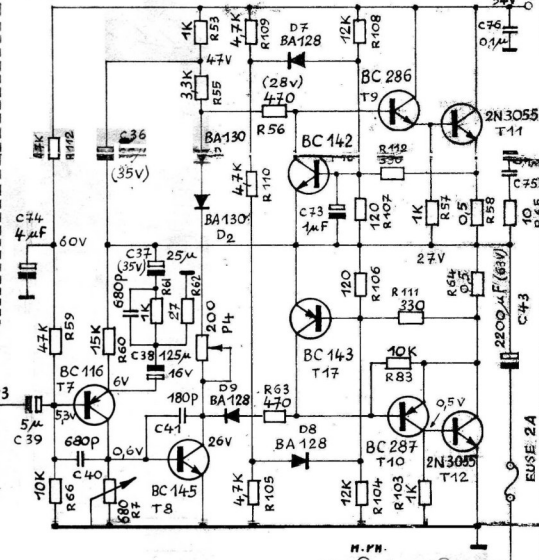 54V
1K
R53
4,7K
R109
D7
BA128
12K
R108
C76
0,1µ
47V
3,3K
R55
(28v)
470
R56
BC 286
T9
2N3055
T11
47K
R112
C36
(35V)
BA130
BC 142
T16
R112
330
4,7K
R110
BA130
D2
C73
1µF
120
R107
1K
R57
0,5
R58
C75
10
R65
C74
4µF
60V
27V
C37
(35V)
25µ
680p
R61
1K
R62
27
200
P14
120
R106
R111
330
R64
0,5
2200µF(63V)
C43
47K
R59
15K
R60
C38
125µ
16v
BC 143
T17
10K
R83
BC 116
T7
6V
5,3v
5µ
C39
180p
C41
D9
BA128
R63
470
0,5V
680P
C40
0,6V
26V
D8
BA 128
BC 287
T10
2N3055
T12
FUSE 2A
10K
R66
680
R7
BC 145
T8
4,7K
R105
12K
R104
R103
1K
M.PH.